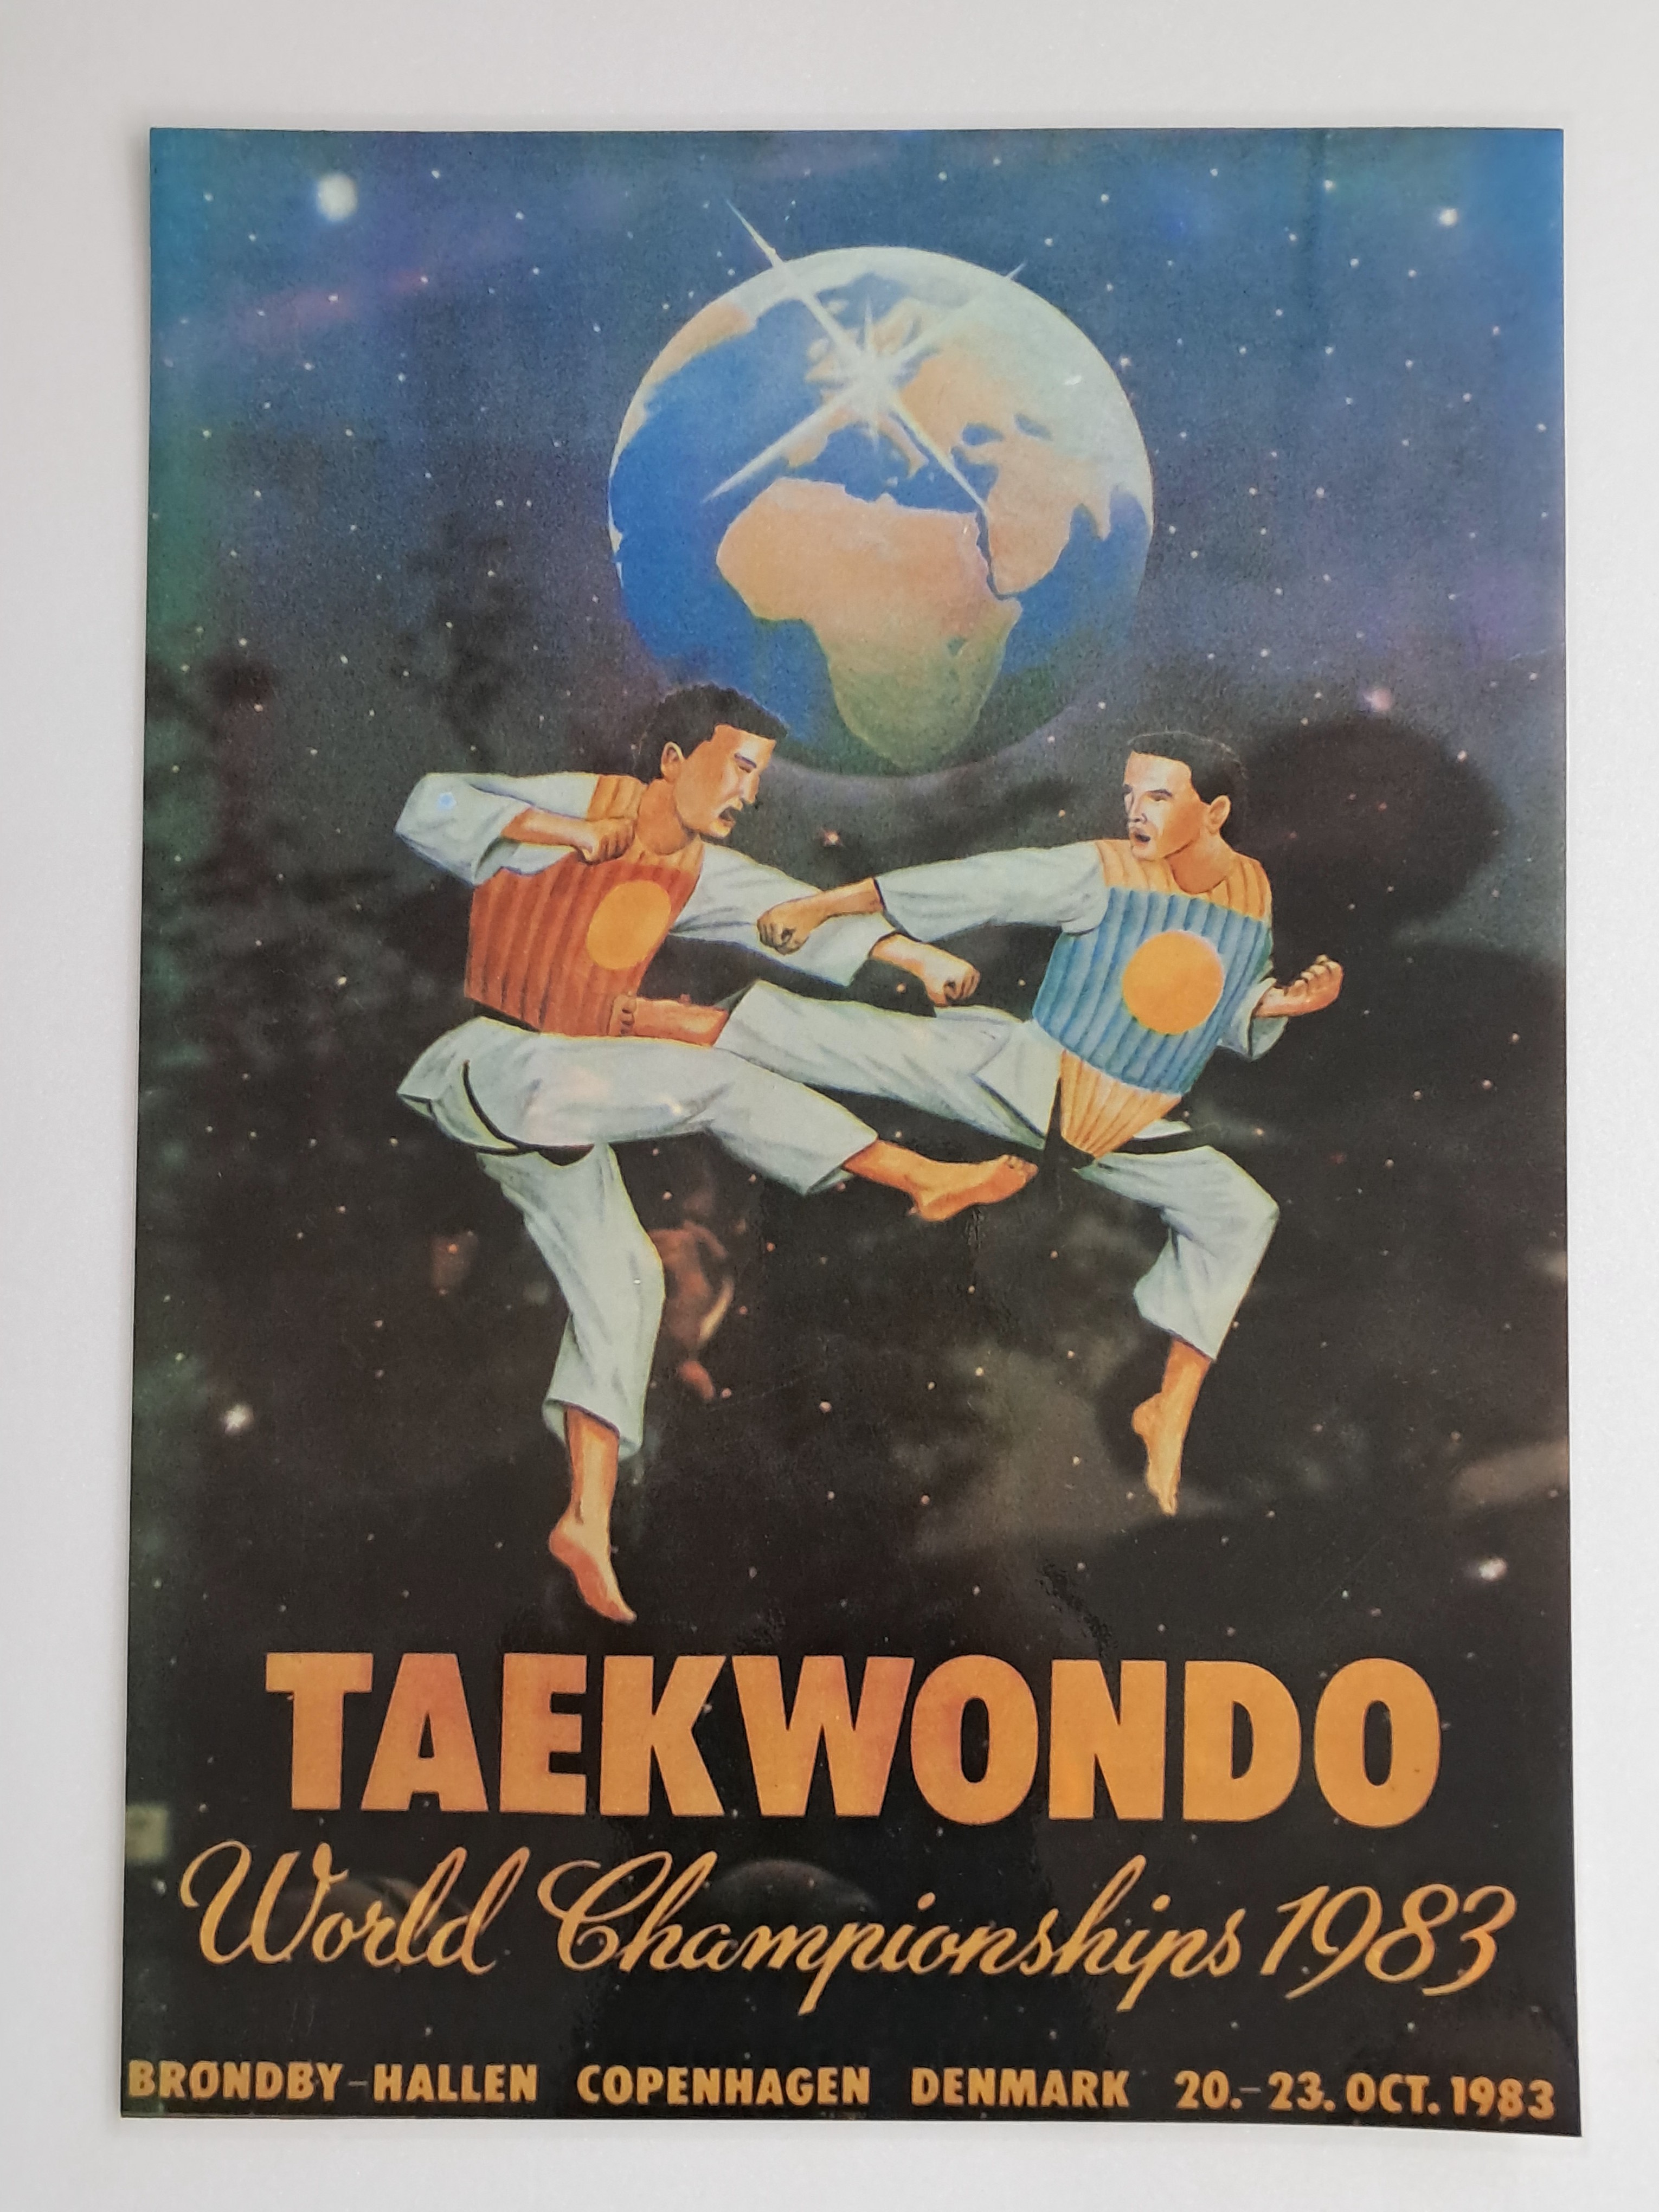 TAEKWONDO
World Championships 1983
BRØNDBY-HALLEN COPENHAGEN DENMARK 20.-23. OCT. 1983